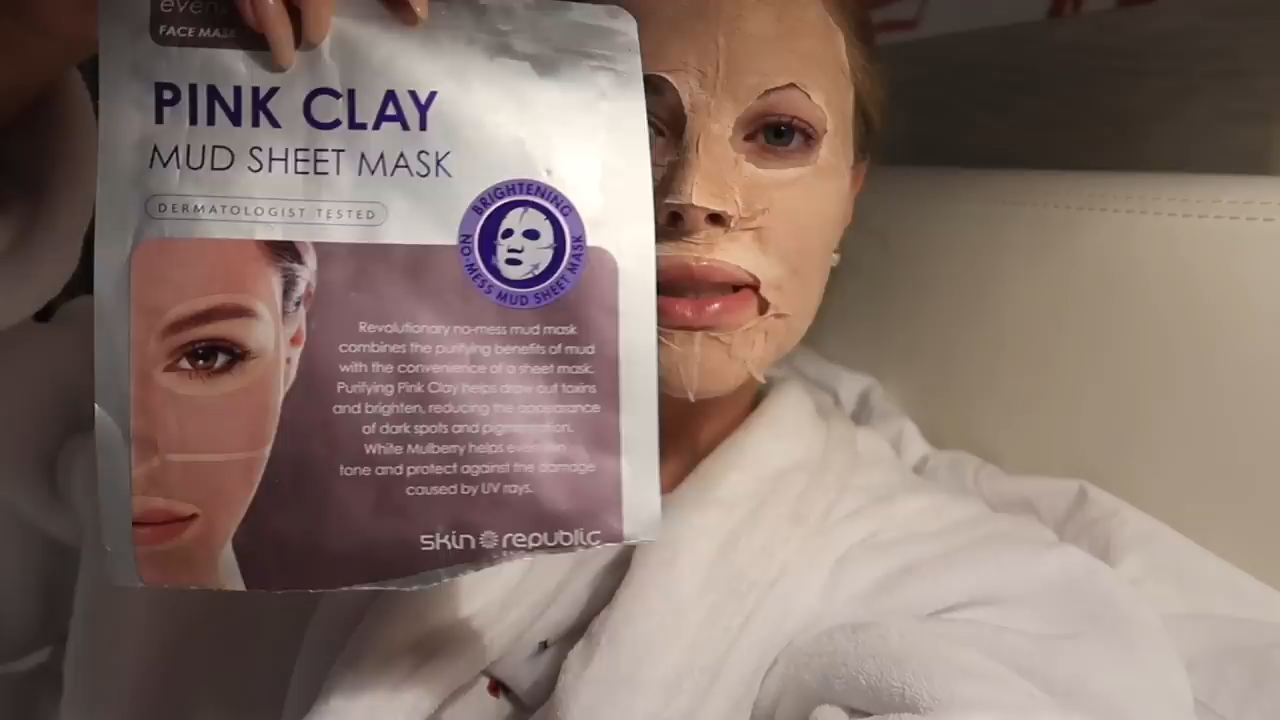 even
FACE MASK
PINK CLAY
MUD SHEET MASK
DERMATOLOGIST TESTED
BRIGHTENING
NO-MESS MUD SHEET MASK
Revolutionary no-mess mud mask
combines the purifying benefits of mud
with the convenience of a sheet mask.
Purifying Pink Clay helps draw out toxins
and brighten, reducing the appearance
of dark spots and pigmentation.
White Mulberry helps even skin
tone and protect against the damage
caused by UV rays.
skin republic